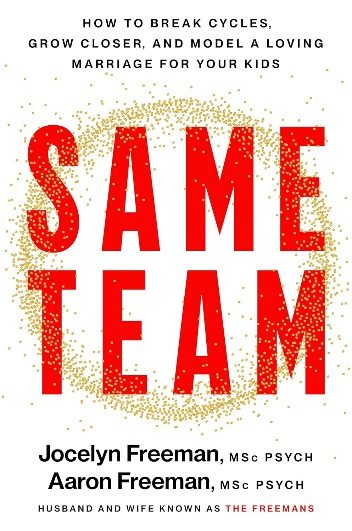 HOW TO BREAK CYCLES,
GROW CLOSER, AND MODEL A LOVING
MARRIAGE FOR YOUR KIDS
SAME
TEAM
Jocelyn Freeman, MSc PSYCH
Aaron Freeman, MSc PSYCH
HUSBAND AND WIFE KNOWN AS THE FREEMANS